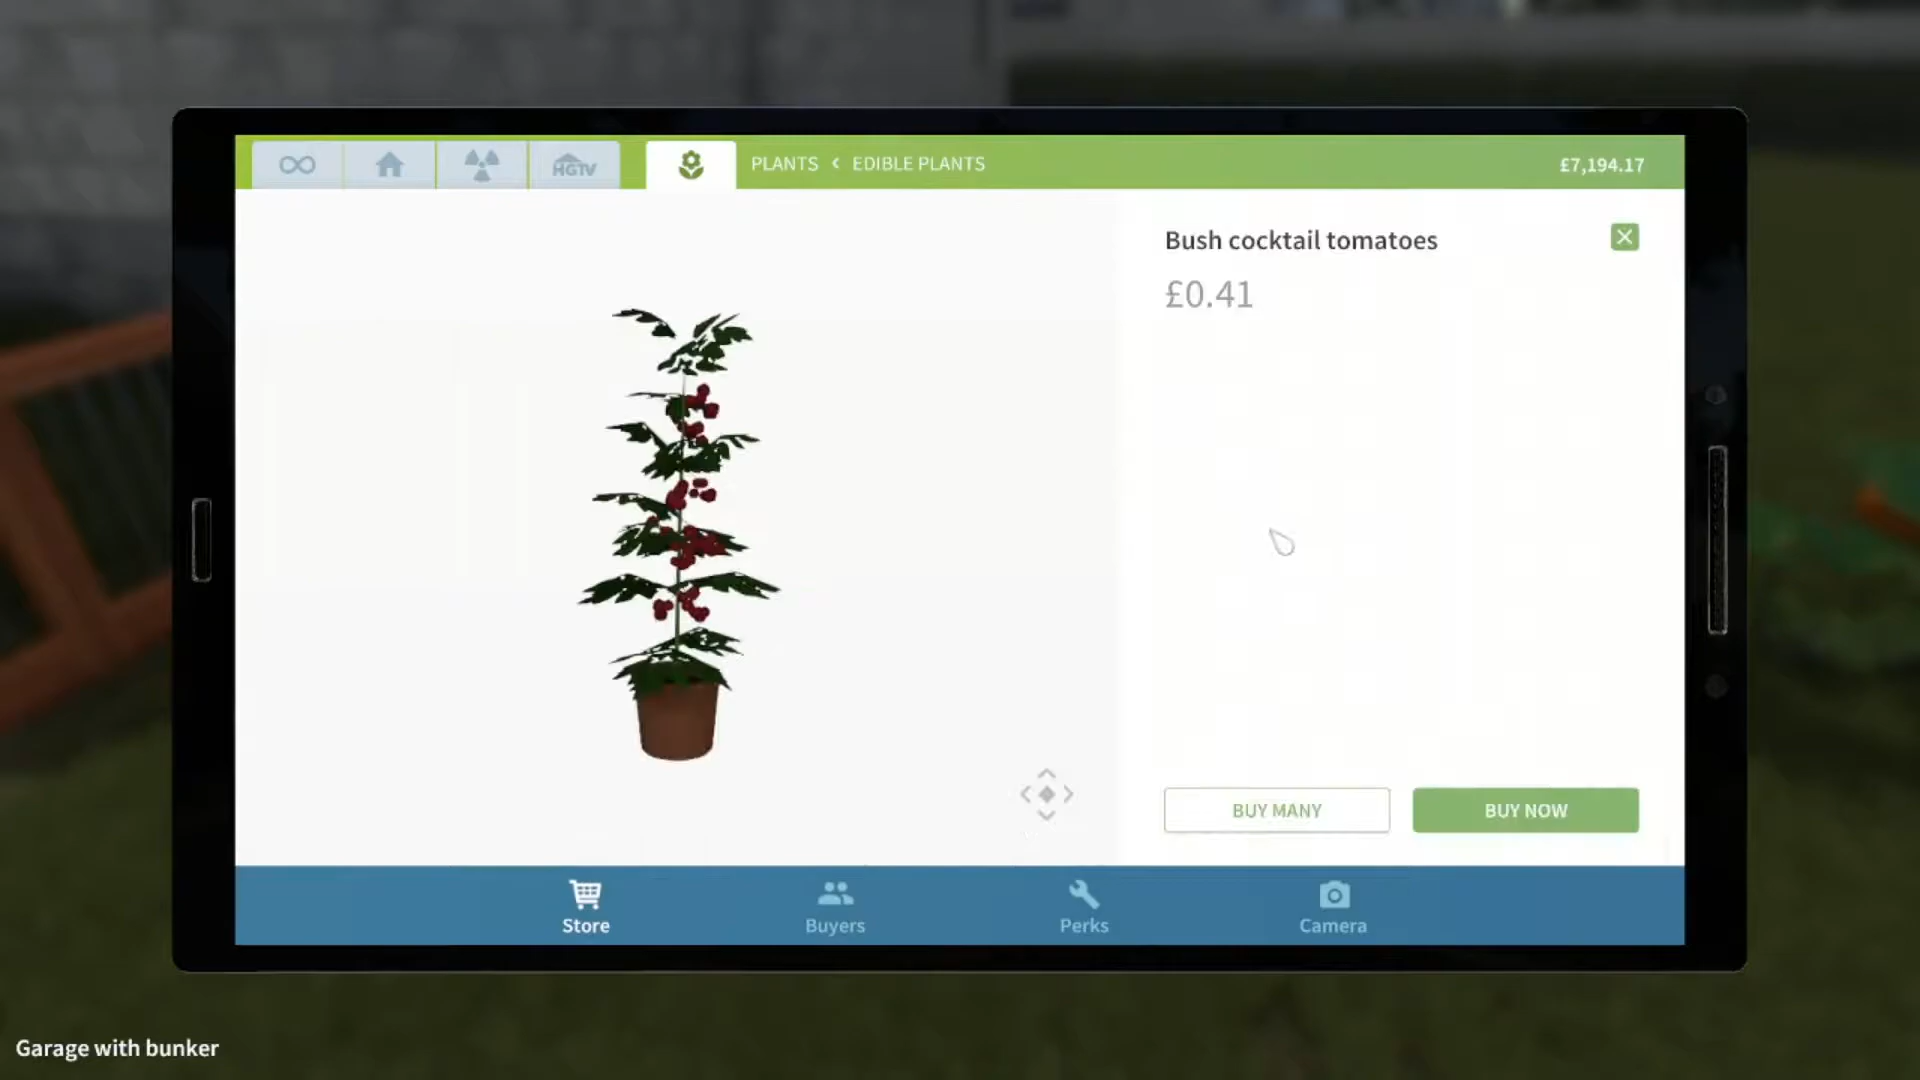 HGTV
PLANTS < EDIBLE PLANTS
£7,194.17
Bush cocktail tomatoes
£0.41
BUY MANY
BUY NOW
Store
Buyers
Perks
Camera
Garage with bunker